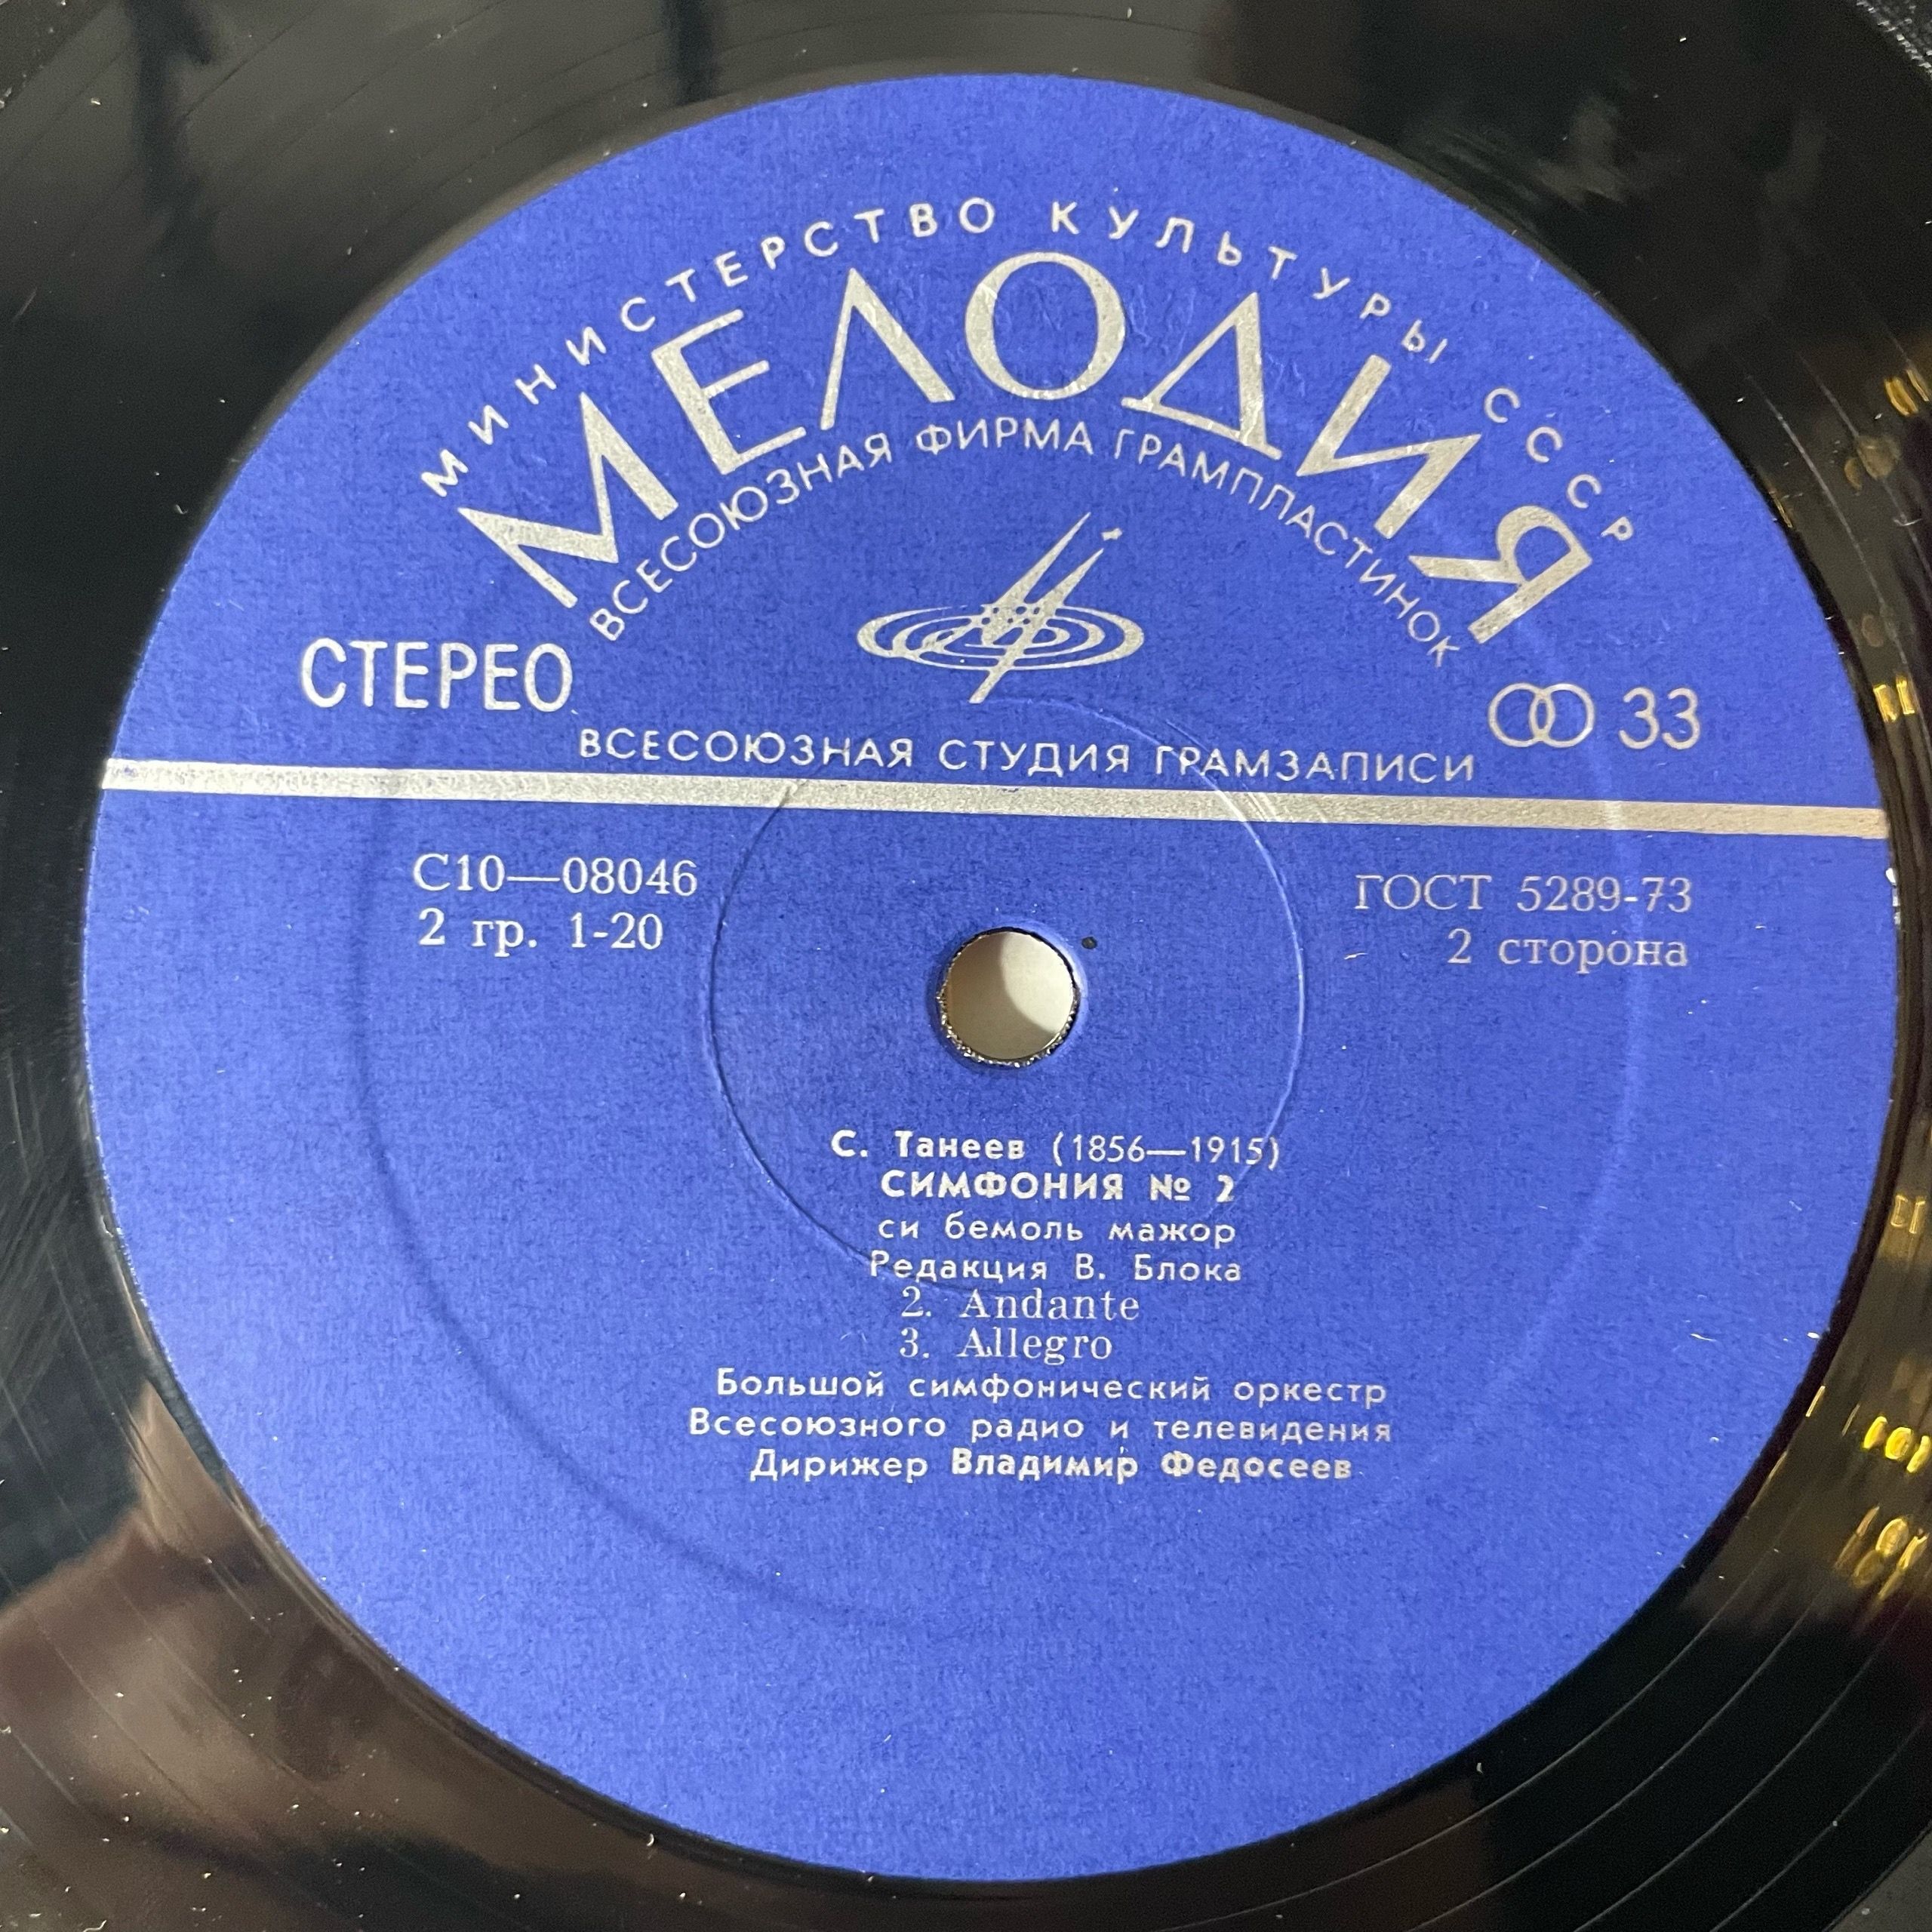 МИНИСТЕРСТВО КУЛЬТУРЫ СССР
МЕЛОДИЯ
ВСЕСОЮЗНАЯ ФИРМА ГРАМПЛАСТИНОК
СТЕРЕО
33
ВСЕСОЮЗНАЯ СТУДИЯ ГРАМЗАПИСИ
С10—08046
ГОСТ 5289-73
2 гр. 1-20
2 сторона
С. Танеев (1856—1915)
СИМФОНИЯ № 2
си бемоль мажор
Редакция В. Блока
2. Andante
3. Allegro
Большой симфонический оркестр
Всесоюзного радио и телевидения
Дирижер Владимир Федосеев